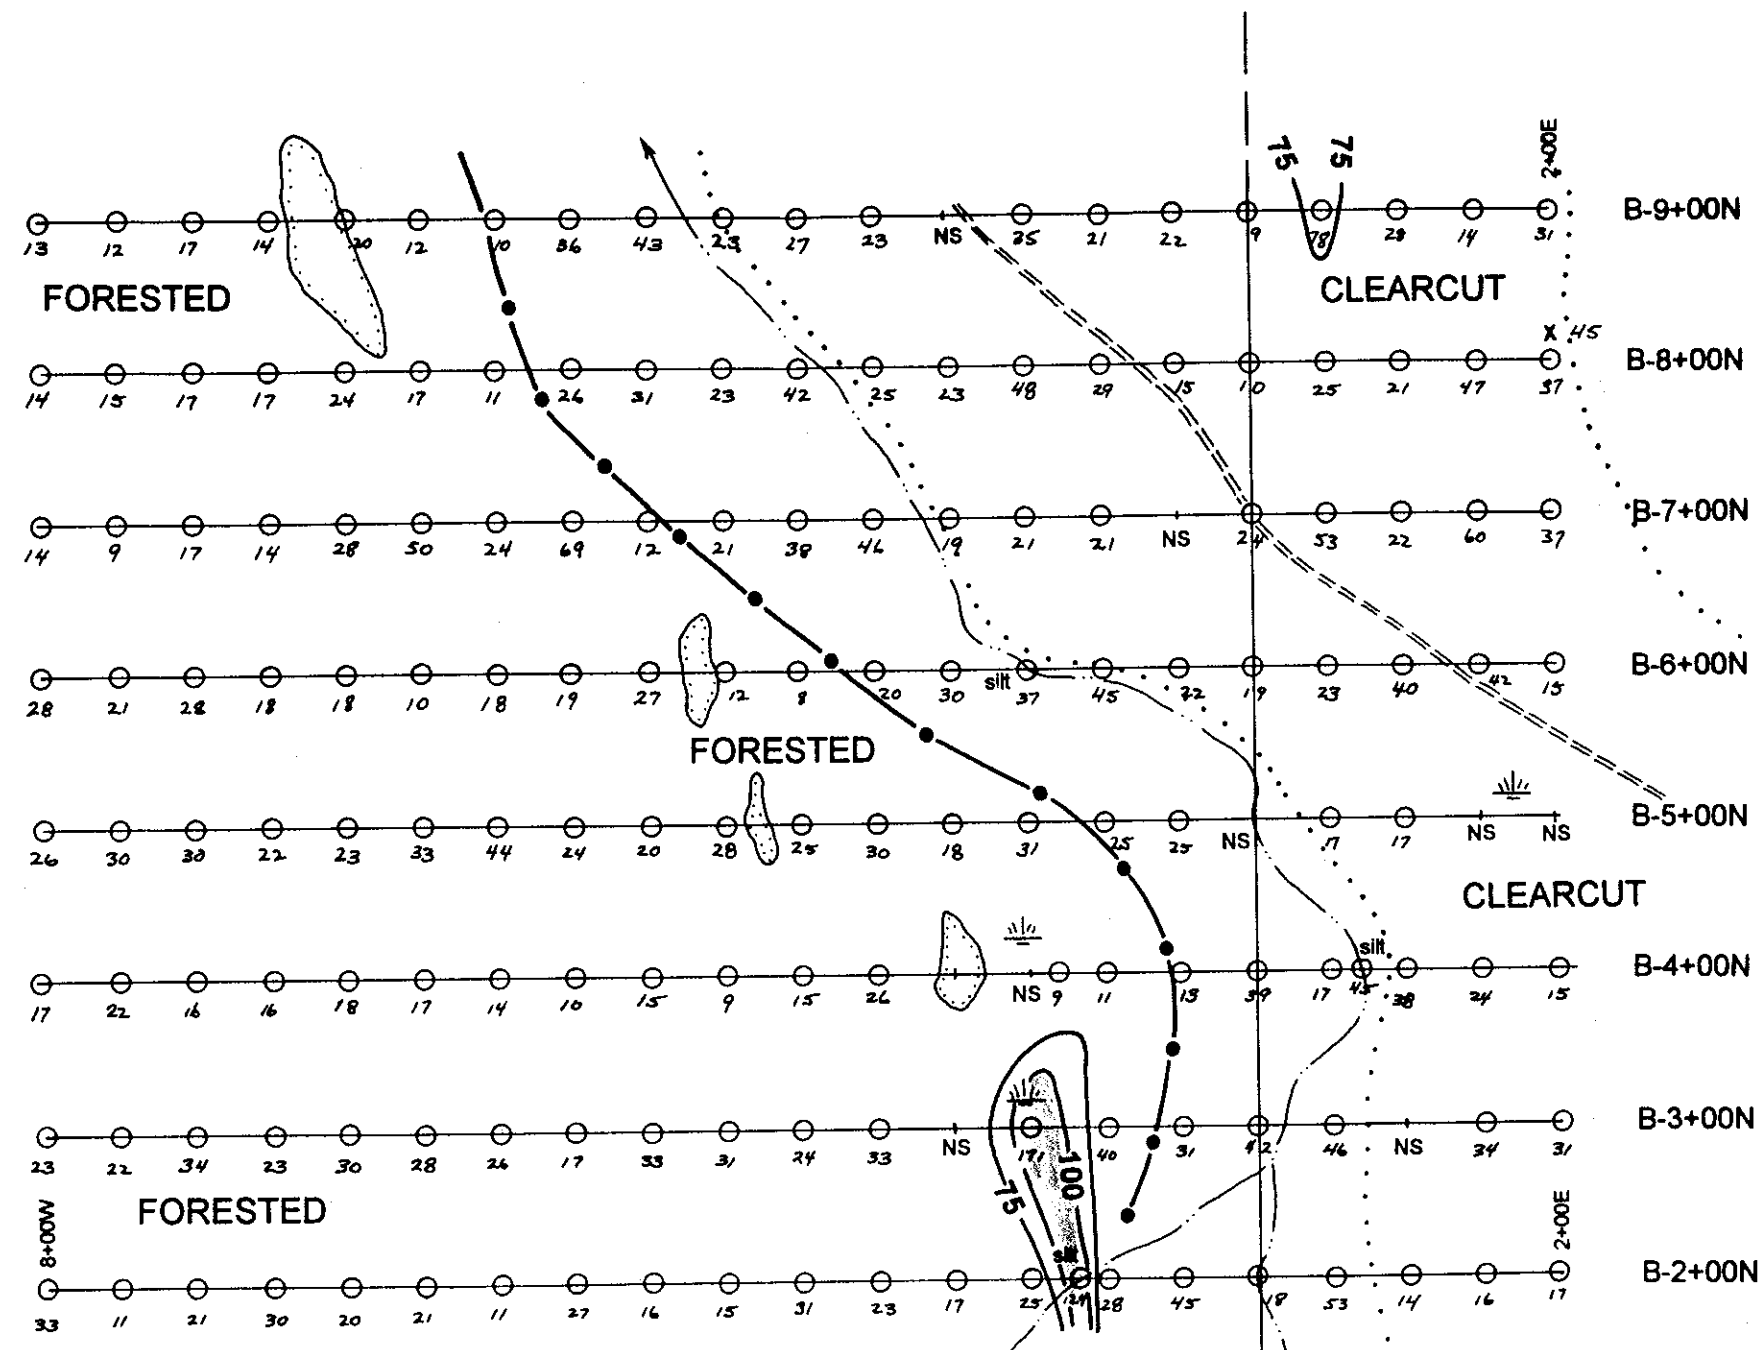 75 75 2+00E
B-9+00N
13 12 17 14 20 12 10 36 43 23 27 23 NS 35 21 22 9 78 28 14 31
FORESTED CLEARCUT
X 45
B-8+00N
14 15 17 17 24 17 11 26 31 23 42 25 23 48 29 15 10 25 21 47 37
B-7+00N
14 9 17 14 28 50 24 69 12 21 38 46 19 21 21 NS 24 53 22 60 37
B-6+00N
silt
28 21 28 18 18 10 18 19 27 12 8 20 30 37 45 22 19 23 40 42 15
FORESTED
B-5+00N
26 30 30 22 23 33 44 24 20 28 25 30 18 31 25 25 NS 17 17 NS NS
CLEARCUT
silt
B-4+00N
17 22 16 16 18 17 14 10 15 9 15 26 NS 9 11 13 39 17 45 38 24 15
B-3+00N
23 22 34 23 30 28 26 17 33 31 24 33 NS 171 40 31 42 46 NS 34 31
100
75
8+00W FORESTED 2+00E
silt
B-2+00N
33 11 21 30 20 21 11 27 16 15 31 23 17 25 129 28 45 18 53 14 16 17